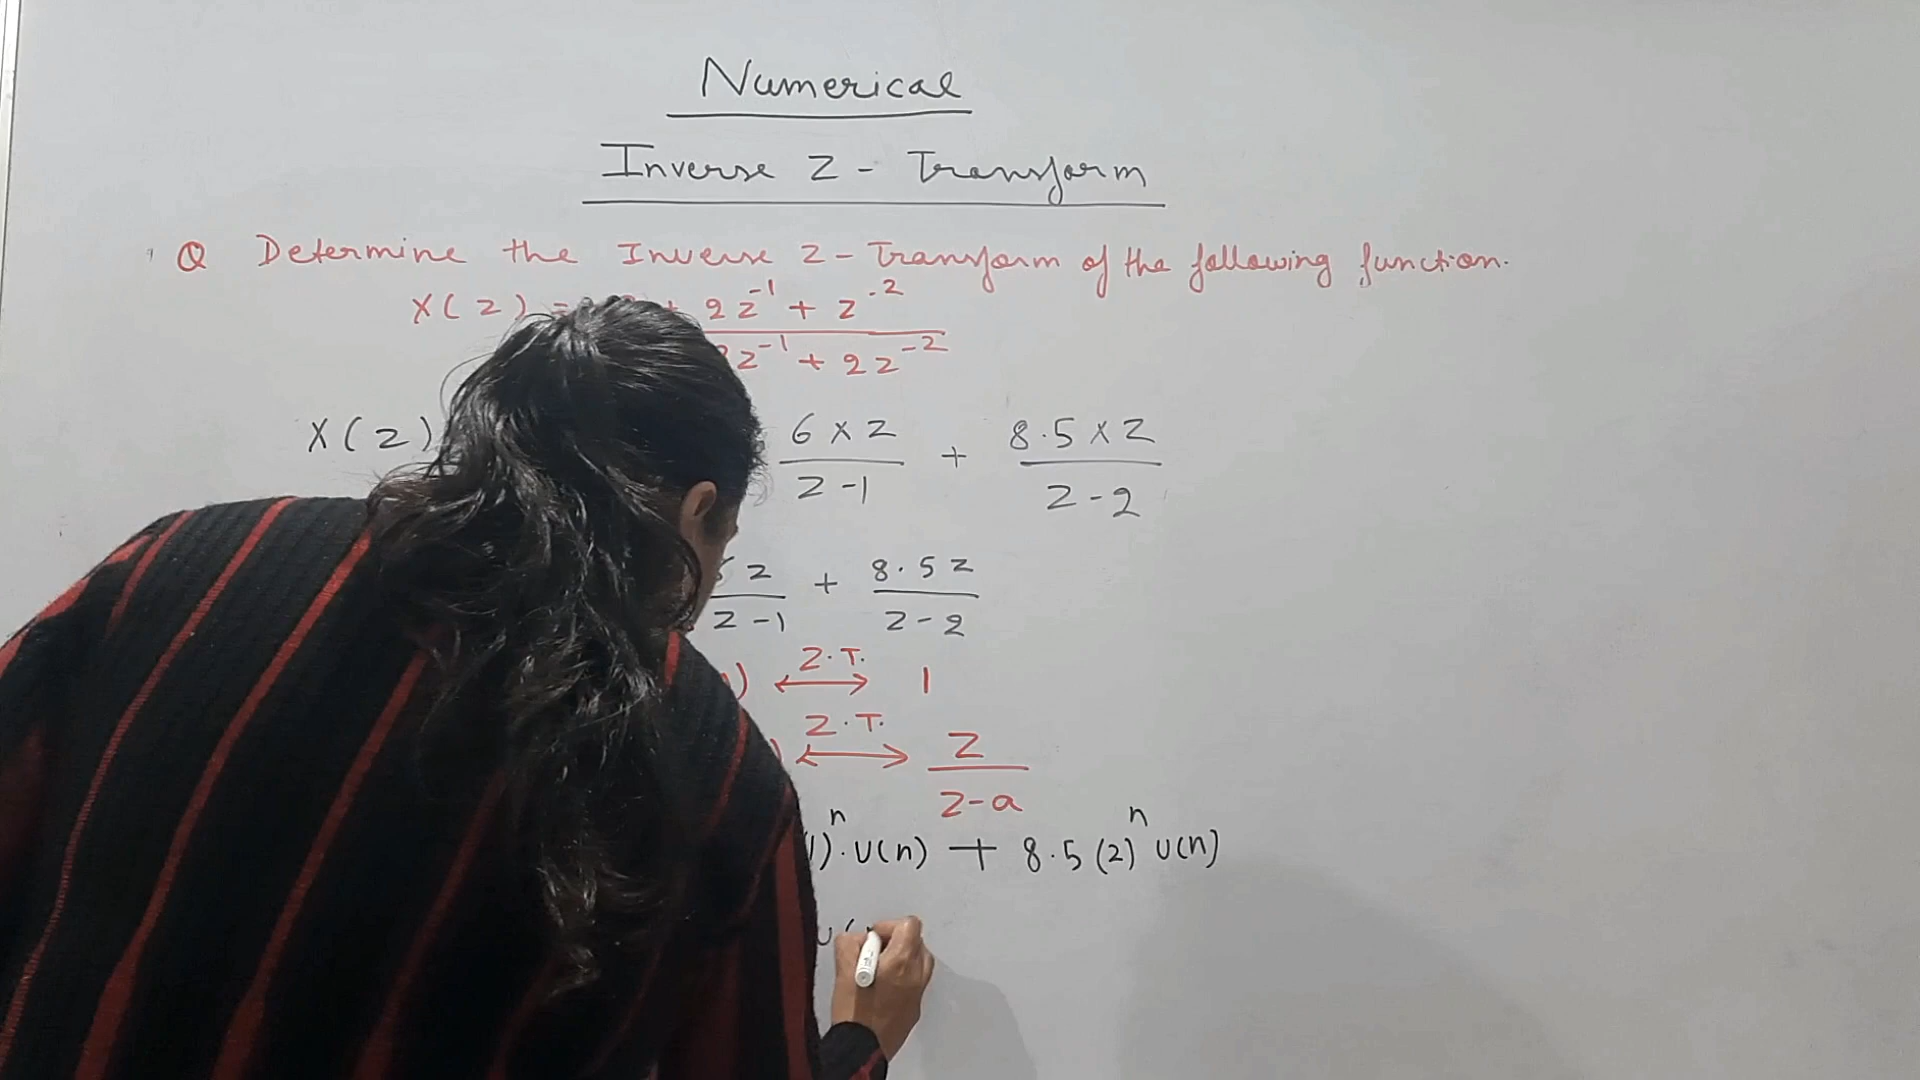 Numerical
Inverse Z - Transform
Q Determine the Inverse Z - Transform of the following function.
X(Z) = + 2z⁻¹ + z⁻²
z⁻¹ + 2z⁻²
X(Z) 6 x z + 8.5 x z
z-1 z-2
z + 8.5 z
z-1 z-2
) Z.T. ↔ 1
) Z.T. ↔ z
z-a
1)ⁿ . u(n) + 8.5 (2)ⁿ u(n)
u(